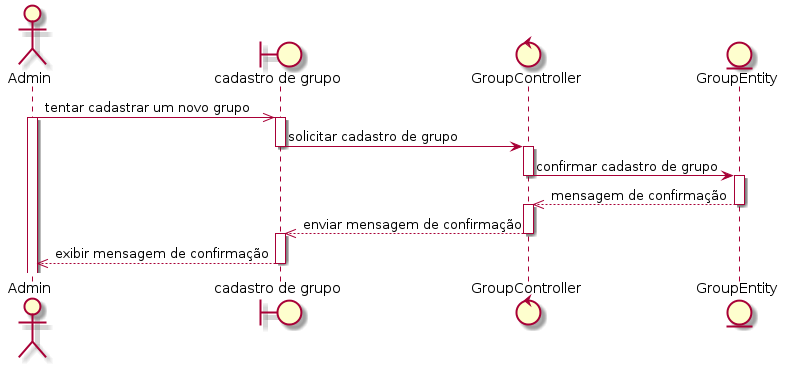 Admin
cadastro de grupo
GroupController
GroupEntity
tentar cadastrar um novo grupo
solicitar cadastro de grupo
confirmar cadastro de grupo
mensagem de confirmação
enviar mensagem de confirmação
exibir mensagem de confirmação
Admin
cadastro de grupo
GroupController
GroupEntity